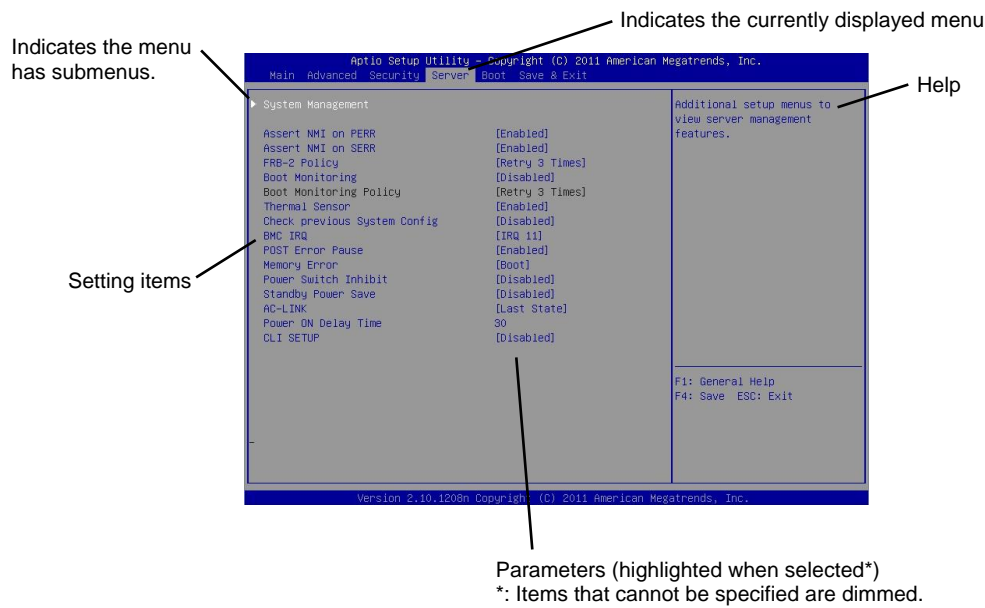 Indicates the currently displayed menu
Indicates the menu
has submenus.
Aptio Setup Utility - Copyright (C) 2011 American Megatrends, Inc.
Main Advanced Security Server Boot Save & Exit
Help
System Management
Additional setup menus to
view server management
features.
Assert NMI on PERR [Enabled]
Assert NMI on SERR [Enabled]
FRB-2 Policy [Retry 3 Times]
Boot Monitoring [Disabled]
Boot Monitoring Policy [Retry 3 Times]
Thermal Sensor [Enabled]
Check previous System Config [Disabled]
BMC IRQ [IRQ 11]
POST Error Pause [Enabled]
Memory Error [Boot]
Power Switch Inhibit [Disabled]
Standby Power Save [Disabled]
AC-LINK [Last State]
Power ON Delay Time 30
CLI SETUP [Disabled]
Setting items
F1: General Help
F4: Save ESC: Exit
Version 2.10.1208n Copyright (C) 2011 American Megatrends, Inc.
Parameters (highlighted when selected*)
*: Items that cannot be specified are dimmed.